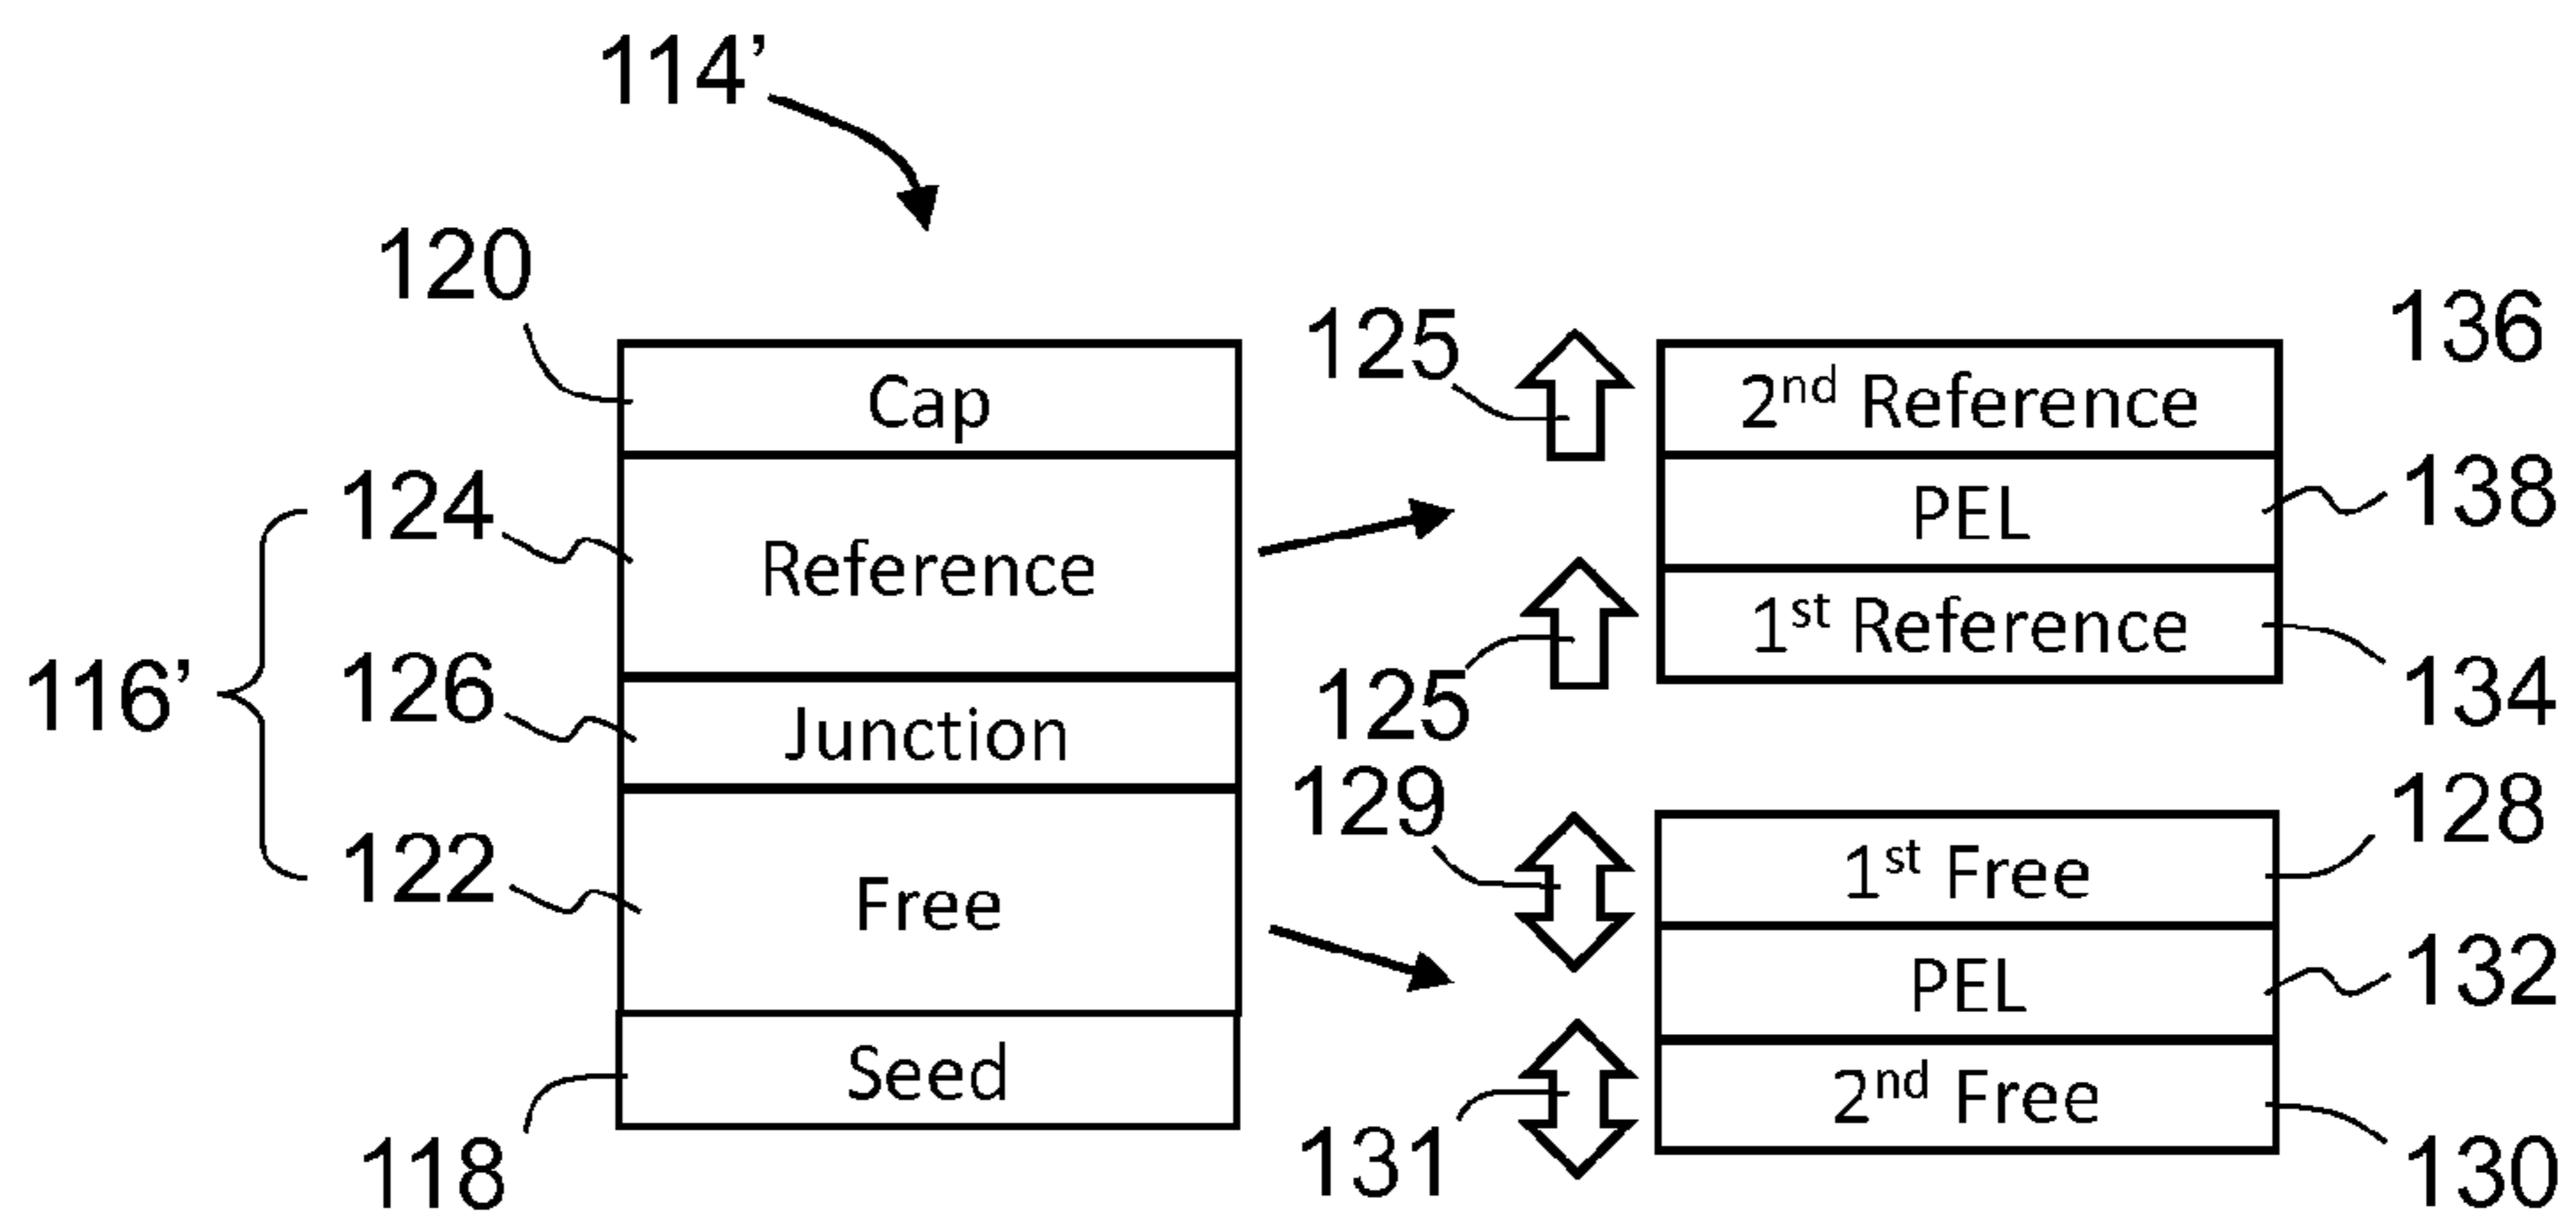 114’
120
Cap
125
2nd Reference
136
124
Reference
PEL
138
125
1st Reference
134
116’
126
Junction
129
1st Free
128
122
Free
PEL
132
118
Seed
131
2nd Free
130